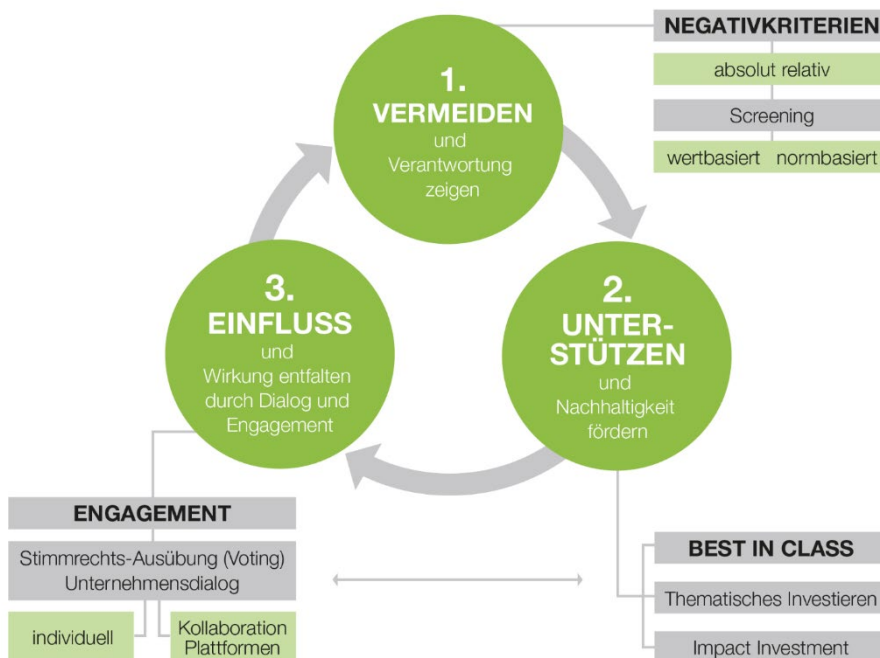 1.
VERMEIDEN
und
Verantwortung
zeigen
NEGATIVKRITERIEN
absolut relativ
Screening
wertbasiert normbasiert
2.
UNTER-
STÜTZEN
und
Nachhaltigkeit
fördern
BEST IN CLASS
Thematisches Investieren
Impact Investment
3.
EINFLUSS
und
Wirkung entfalten
durch Dialog und
Engagement
ENGAGEMENT
Stimmrechts-Ausübung (Voting)
Unternehmensdialog
individuell
Kollaboration
Plattformen